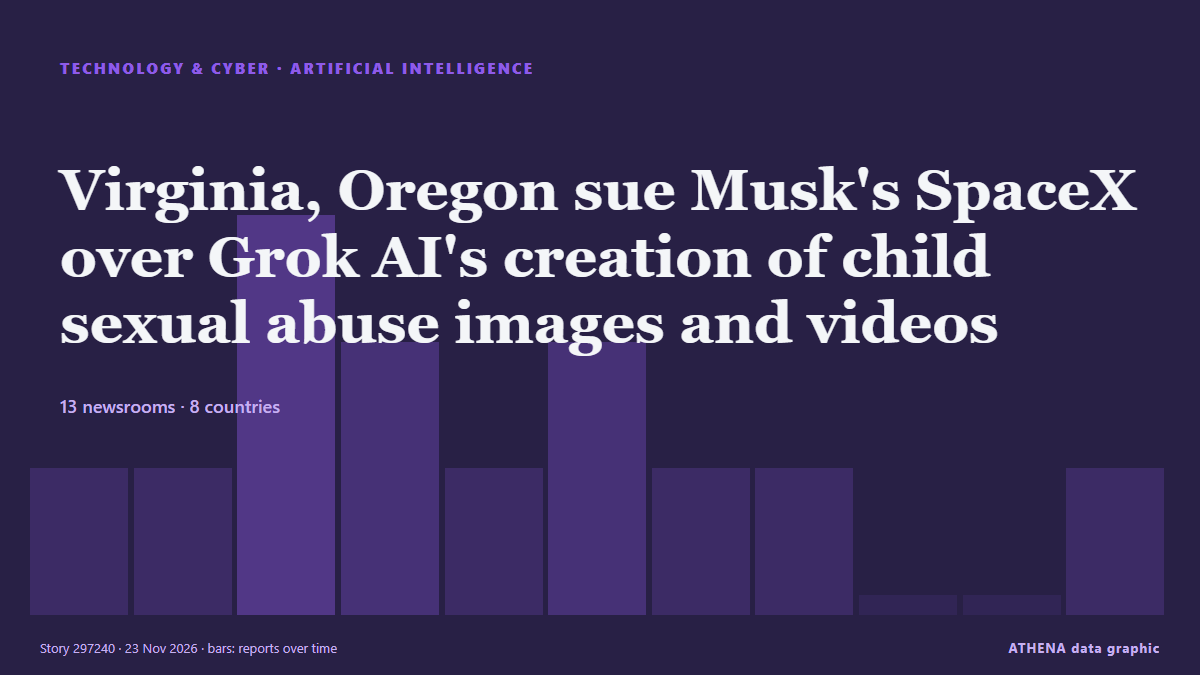 TECHNOLOGY & CYBER · ARTIFICIAL INTELLIGENCE
Virginia, Oregon sue Musk's SpaceX
over Grok AI's creation of child
sexual abuse images and videos
13 newsrooms · 8 countries
Story 297240 · 23 Nov 2026 · bars: reports over time
ATHENA data graphic